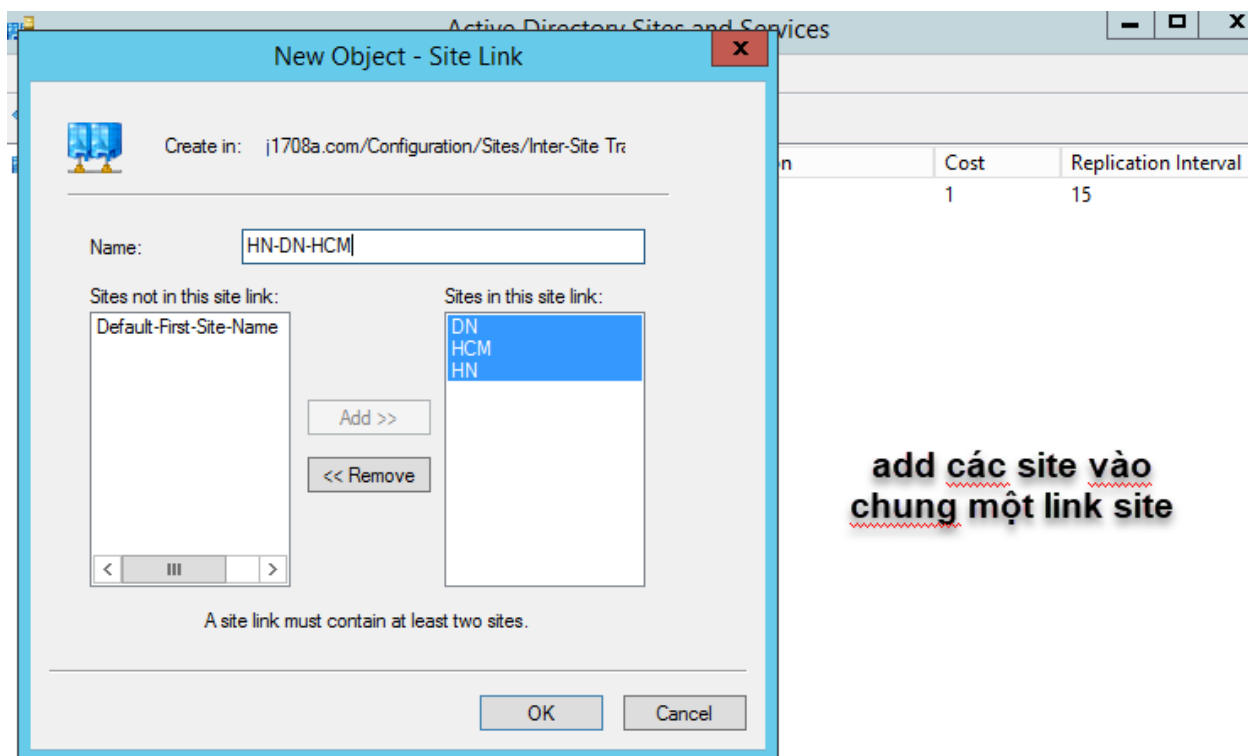 Active Directory Sites and Services
New Object - Site Link
Create in: j1708a.com/Configuration/Sites/Inter-Site Tra
Cost Replication Interval
1 15
Name: HN-DN-HCM
Sites not in this site link: Sites in this site link:
Default-First-Site-Name DN
HCM
HN
Add >>
<< Remove
A site link must contain at least two sites.
OK Cancel
add các site vào
chung một link site